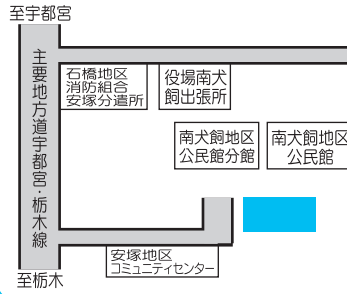 至宇都宮
主要地方道宇都宮・栃木線
石橋地区
消防組合
安塚分遣所
役場南犬
飼出張所
南犬飼地区
公民館分館
南犬飼地区
公民館
安塚地区
コミュニティセンター
至栃木